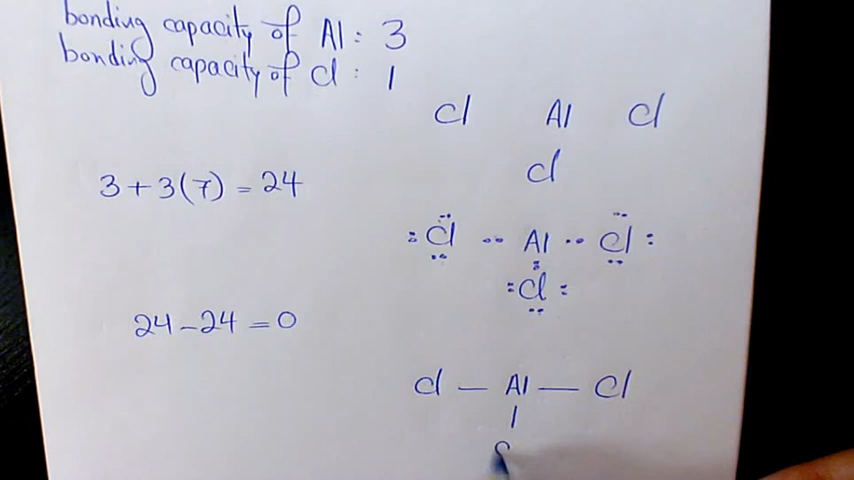 bonding capacity of Al: 3
bonding capacity of Cl: 1
Cl Al Cl
Cl
3 + 3(7) = 24
:Cl ·· Al ·· Cl:
:Cl:
24 - 24 = 0
Cl — Al — Cl